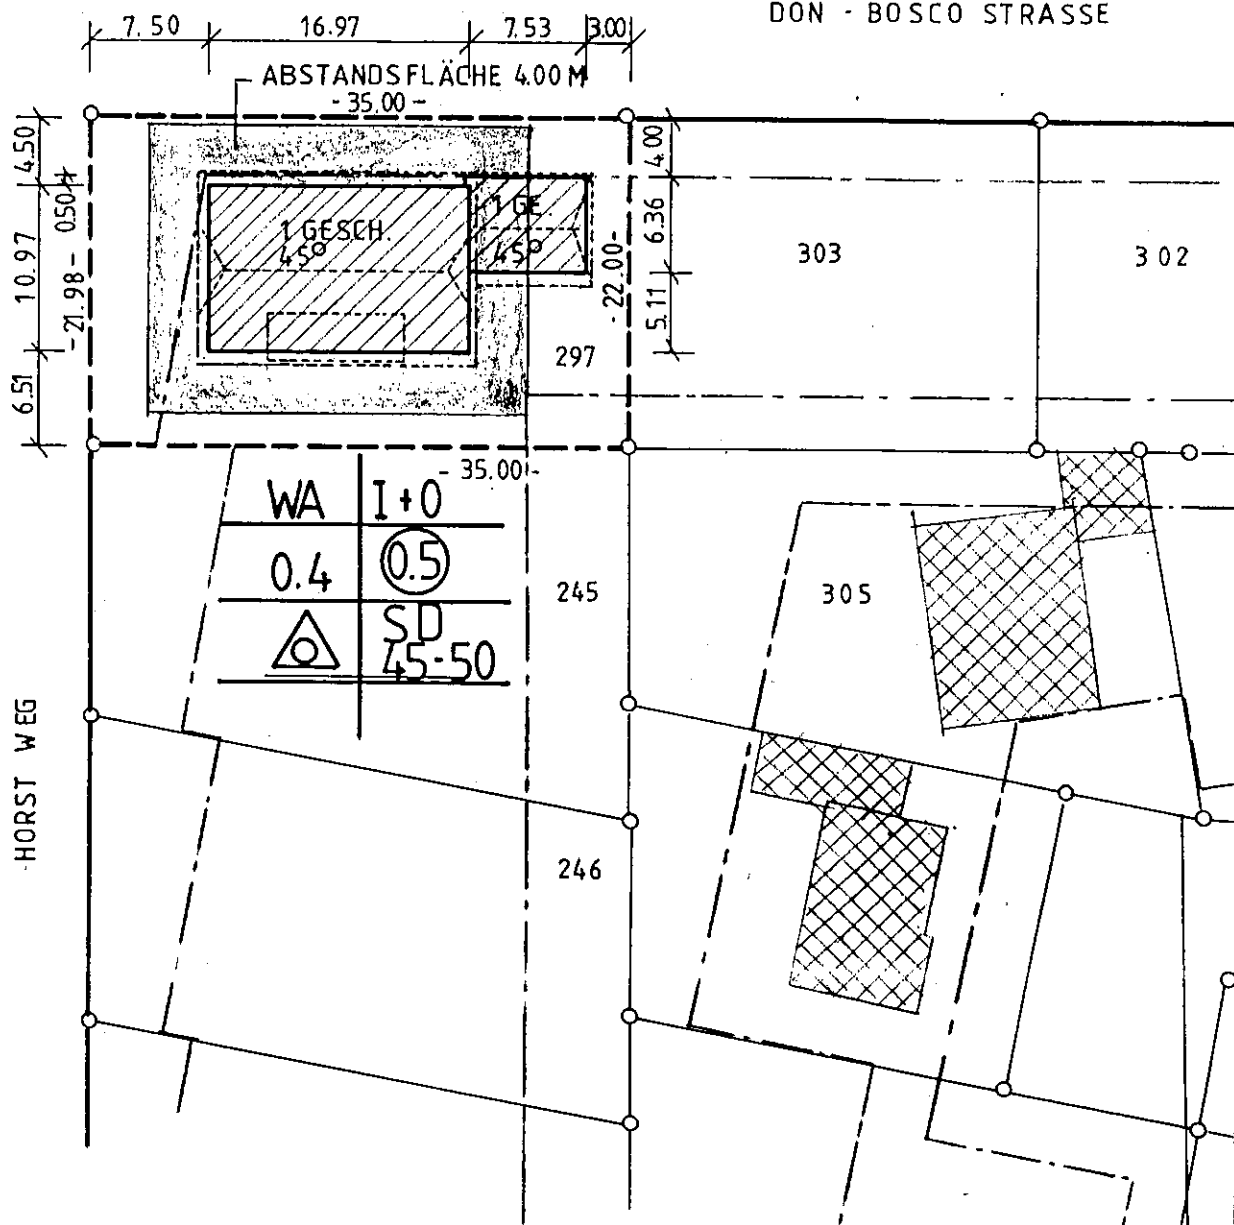 DON - BOSCO STRASSE
7.50 16.97 7.53 3.00
ABSTANDSFLÄCHE 4.00 M
- 35.00 -
4.50
0.50
10.97
- 21.98 -
6.51
4.00
6.36
5.11
- 22.00 -
1 GESCH.
45°
1 GE.
45°
303
302
297
- 35.00 -
WA I+0
0.4 0.5
SD
45-50
245
305
HORST WEG
246